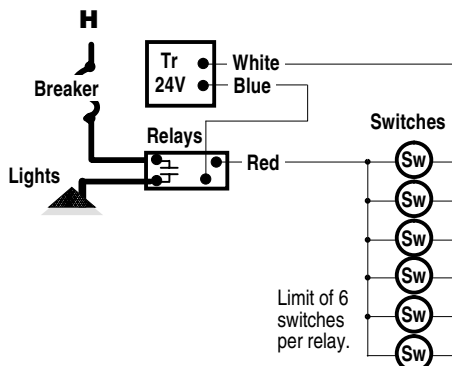 H
Tr
24V
White
Blue
Breaker
Switches
Relays
Red
Lights
Sw
Sw
Sw
Sw
Sw
Sw
Limit of 6
switches
per relay.